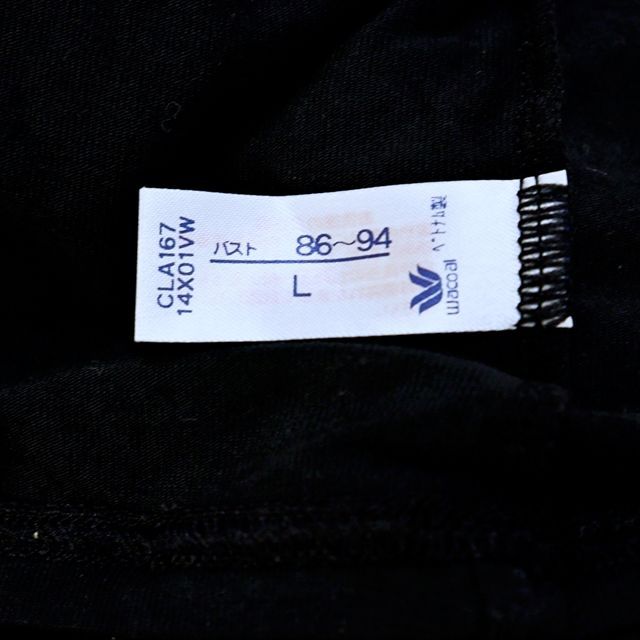 CLA167
14X01VW
バスト 86～94
L
Wacoal
ベトナム製